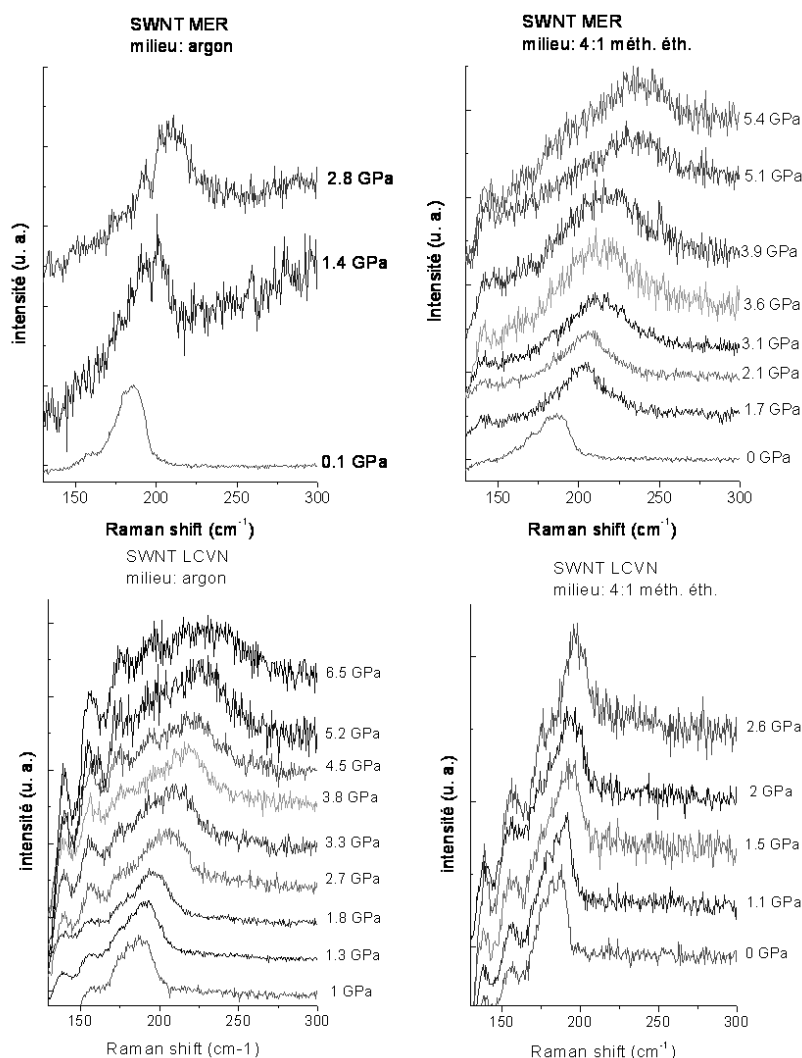 SWNT MER
milieu: argon
intensité (u. a.)
2.8 GPa
1.4 GPa
0.1 GPa
150 200 250 300
Raman shift (cm-1)
SWNT MER
milieu: 4:1 méth. éth.
Intensité (u. a.)
5.4 GPa
5.1 GPa
3.9 GPa
3.6 GPa
3.1 GPa
2.1 GPa
1.7 GPa
0 GPa
150 200 250 300
Raman shift (cm-1)
SWNT LCVN
milieu: argon
intensité (u. a.)
6.5 GPa
5.2 GPa
4.5 GPa
3.8 GPa
3.3 GPa
2.7 GPa
1.8 GPa
1.3 GPa
1 GPa
150 200 250 300
Raman shift (cm-1)
SWNT LCVN
milieu: 4:1 méth. éth.
intensité (u. a.)
2.6 GPa
2 GPa
1.5 GPa
1.1 GPa
0 GPa
150 200 250 300
Raman shift (cm-1)